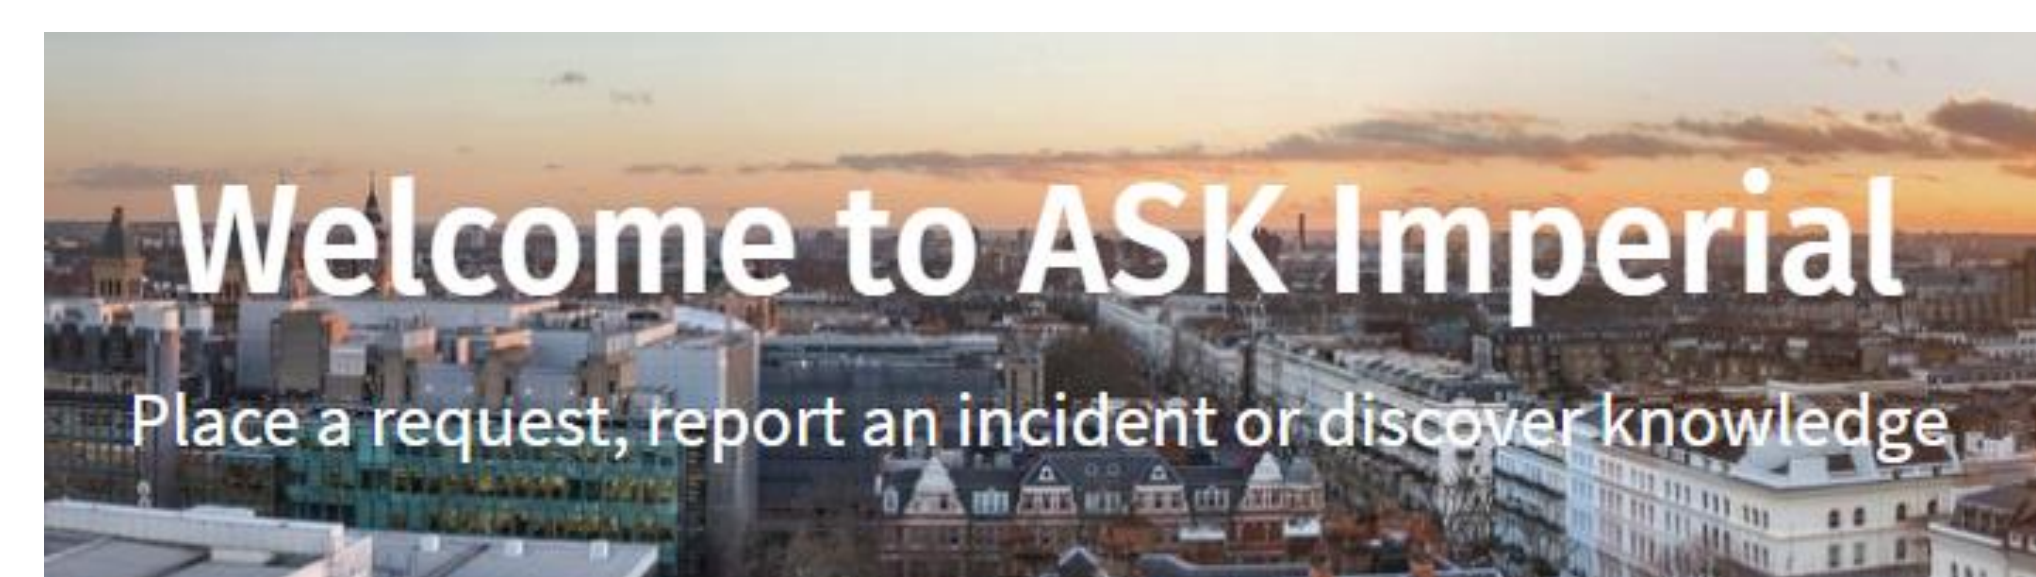 Welcome to ASK Imperial
Place a request, report an incident or discover knowledge